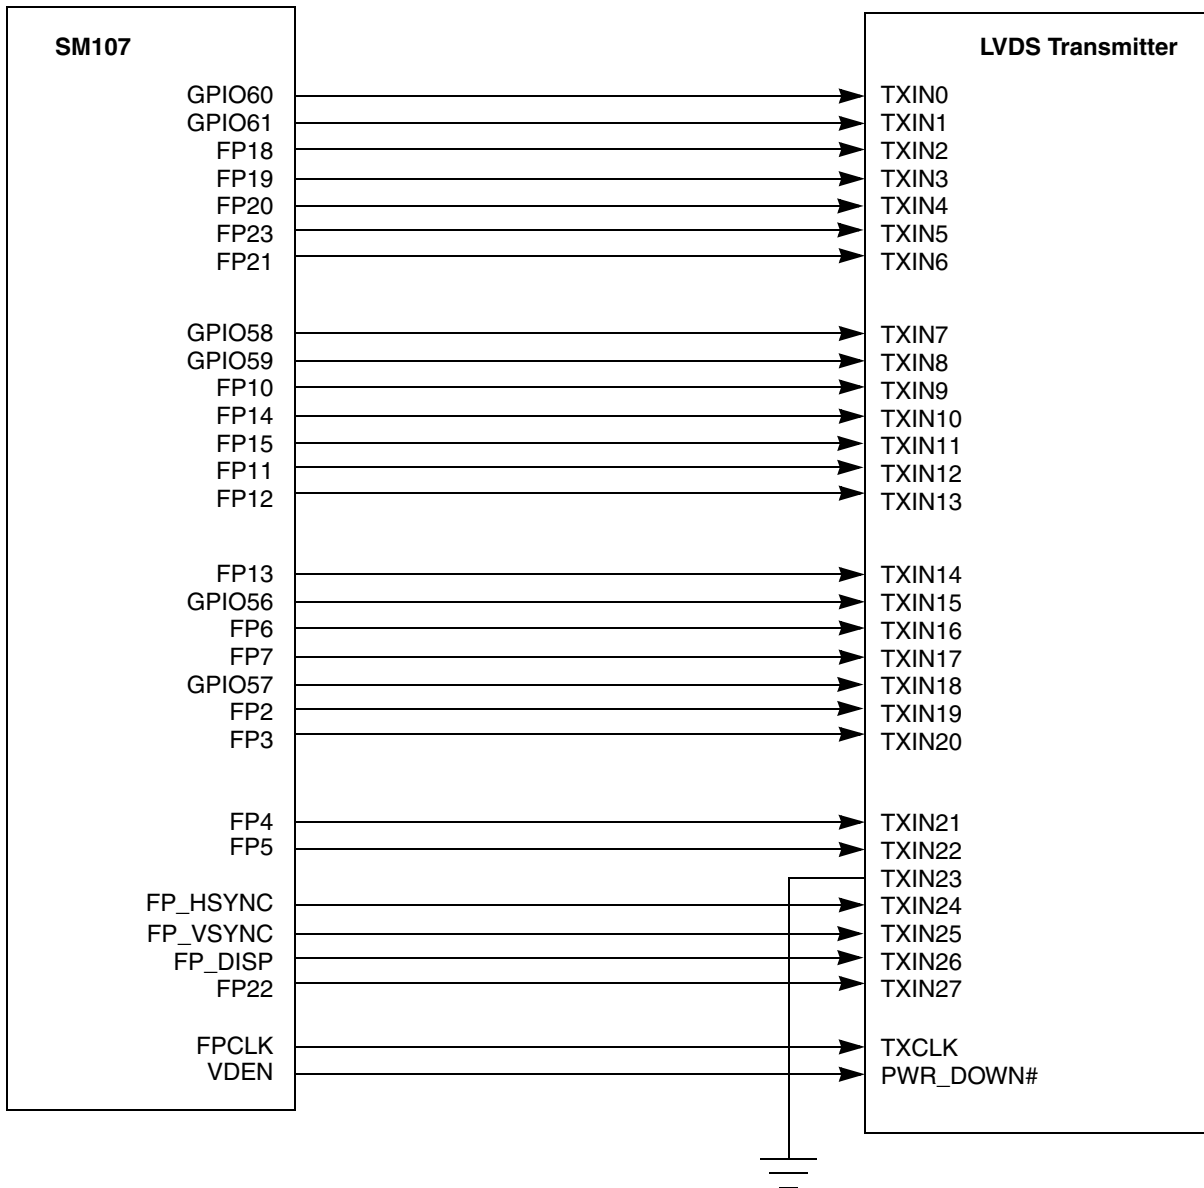 SM107 LVDS Transmitter
GPIO60 TXIN0
GPIO61 TXIN1
FP18 TXIN2
FP19 TXIN3
FP20 TXIN4
FP23 TXIN5
FP21 TXIN6
GPIO58 TXIN7
GPIO59 TXIN8
FP10 TXIN9
FP14 TXIN10
FP15 TXIN11
FP11 TXIN12
FP12 TXIN13
FP13 TXIN14
GPIO56 TXIN15
FP6 TXIN16
FP7 TXIN17
GPIO57 TXIN18
FP2 TXIN19
FP3 TXIN20
FP4 TXIN21
FP5 TXIN22
TXIN23
FP_HSYNC TXIN24
FP_VSYNC TXIN25
FP_DISP TXIN26
FP22 TXIN27
FPCLK TXCLK
VDEN PWR_DOWN#